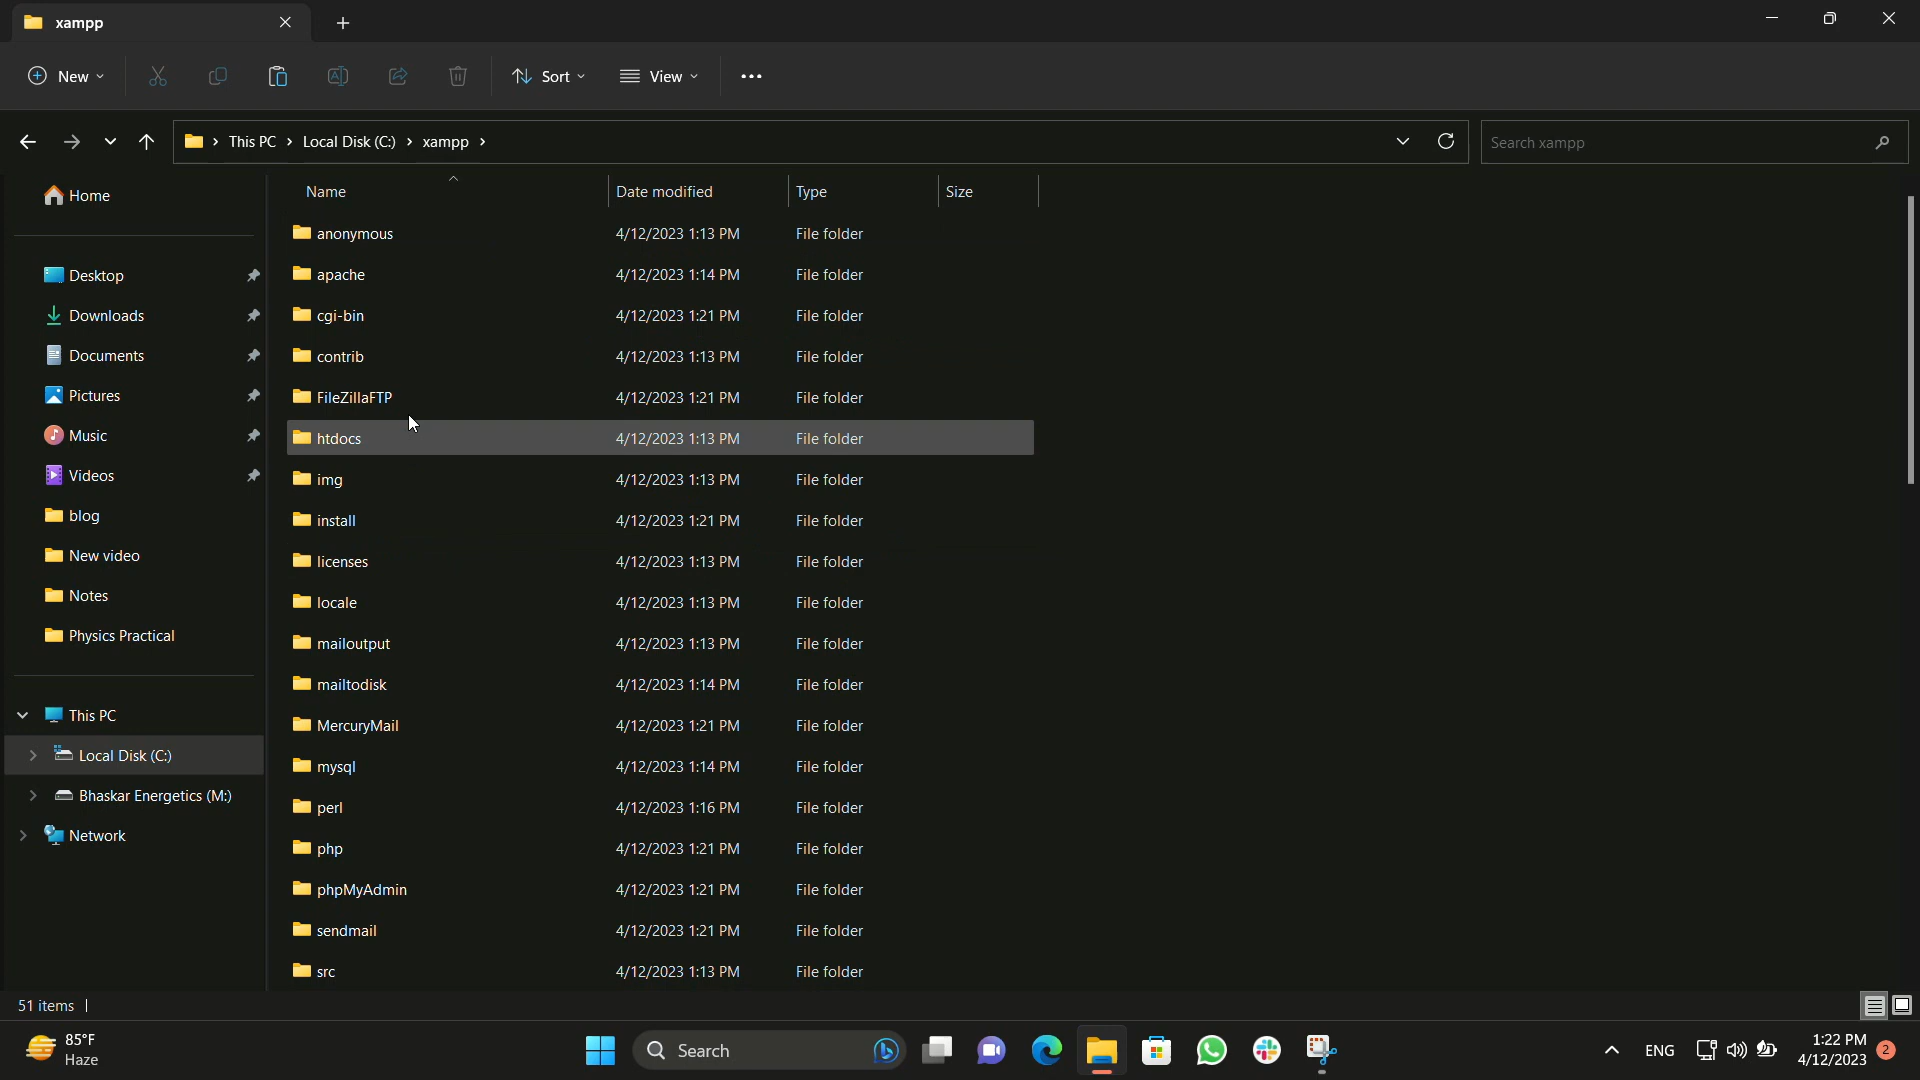 xampp
New
Sort
View
This PC
Local Disk (C:)
xampp
Search xampp
Home
Desktop
Downloads
Documents
Pictures
Music
Videos
blog
New video
Notes
Physics Practical
This PC
Local Disk (C:)
Bhaskar Energetics (M:)
Network
Name Date modified Type Size
anonymous 4/12/2023 1:13 PM File folder
apache 4/12/2023 1:14 PM File folder
cgi-bin 4/12/2023 1:21 PM File folder
contrib 4/12/2023 1:13 PM File folder
FileZillaFTP 4/12/2023 1:21 PM File folder
htdocs 4/12/2023 1:13 PM File folder
img 4/12/2023 1:13 PM File folder
install 4/12/2023 1:21 PM File folder
licenses 4/12/2023 1:13 PM File folder
locale 4/12/2023 1:13 PM File folder
mailoutput 4/12/2023 1:13 PM File folder
mailtodisk 4/12/2023 1:14 PM File folder
MercuryMail 4/12/2023 1:21 PM File folder
mysql 4/12/2023 1:14 PM File folder
perl 4/12/2023 1:16 PM File folder
php 4/12/2023 1:21 PM File folder
phpMyAdmin 4/12/2023 1:21 PM File folder
sendmail 4/12/2023 1:21 PM File folder
src 4/12/2023 1:13 PM File folder
51 items
85°F
Haze
Search
ENG
1:22 PM
4/12/2023
2